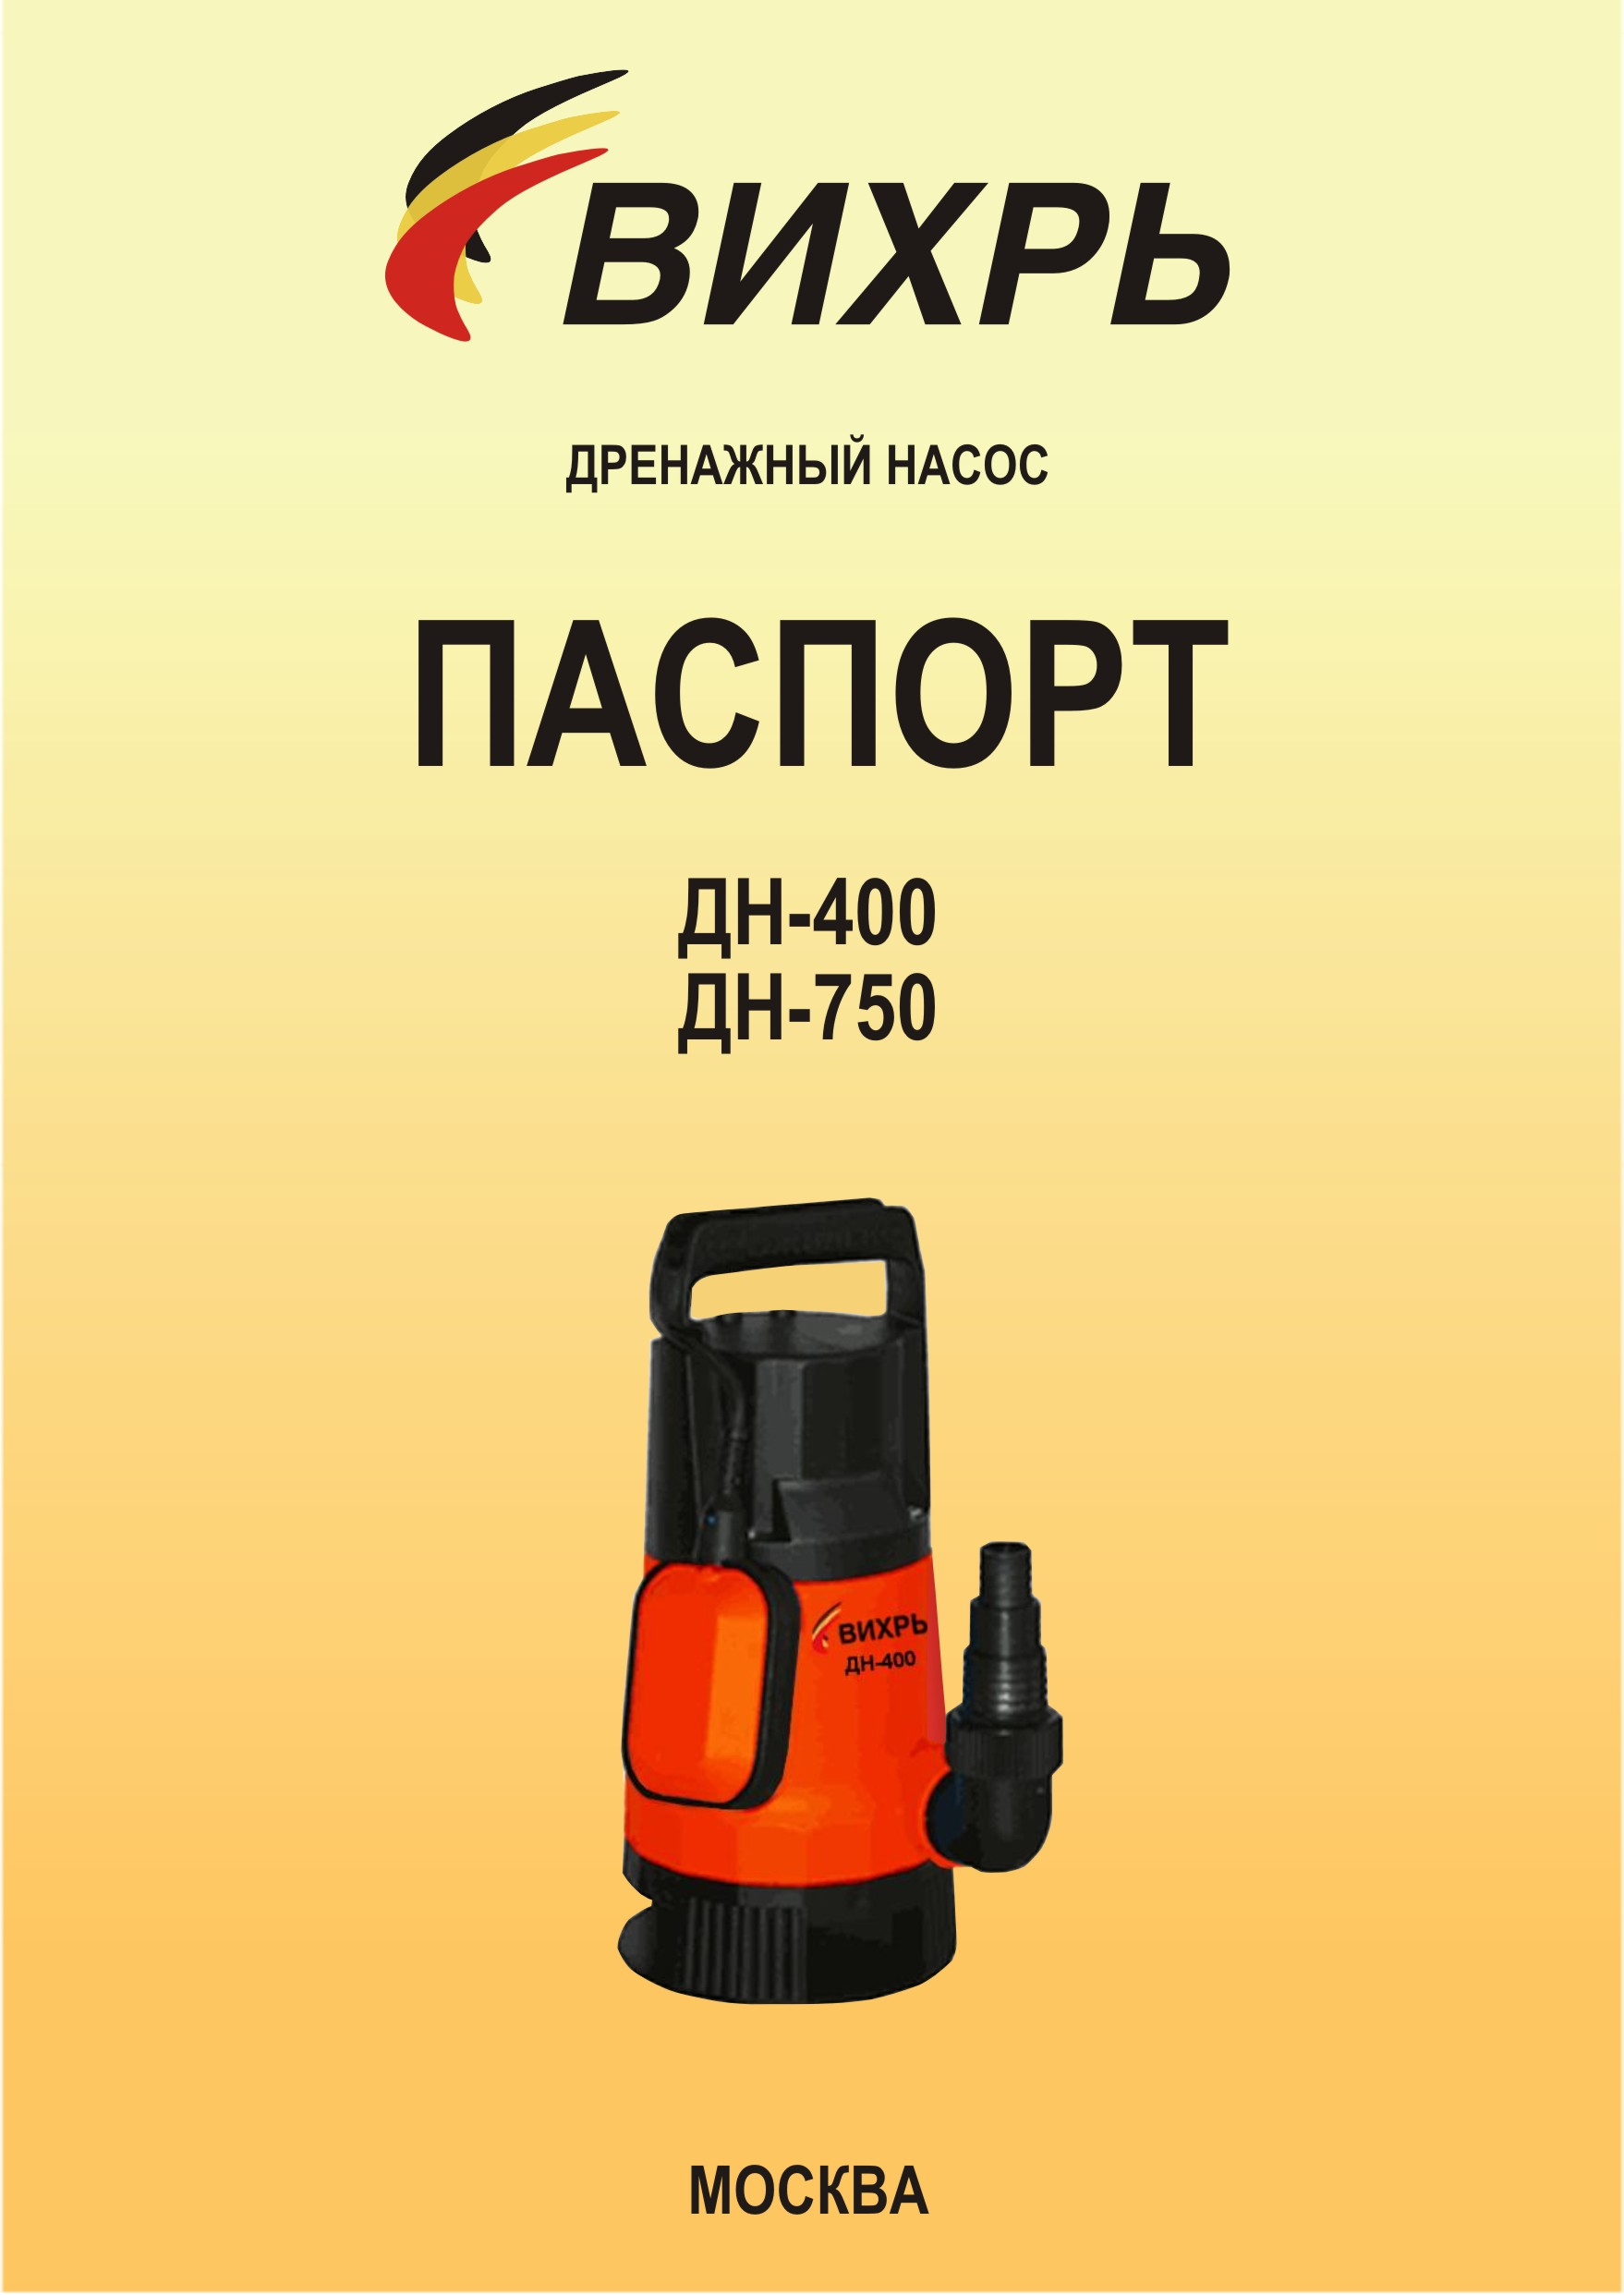 ВИХРЬ
ДРЕНАЖНЫЙ НАСОС
ПАСПОРТ
ДН-400
ДН-750
ВИХРЬ
ДН-400
МОСКВА